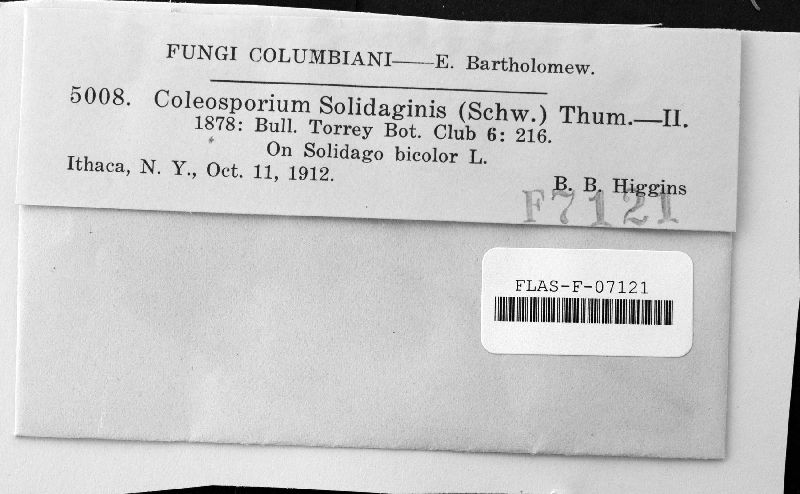 FUNGI COLUMBIANI—E. Bartholomew.
5008. Coleosporium Solidaginis (Schw.) Thum.—II.
1878: Bull. Torrey Bot. Club 6: 216.
On Solidago bicolor L.
Ithaca, N. Y., Oct. 11, 1912.
B. B. Higgins
F7121
FLAS-F-07121